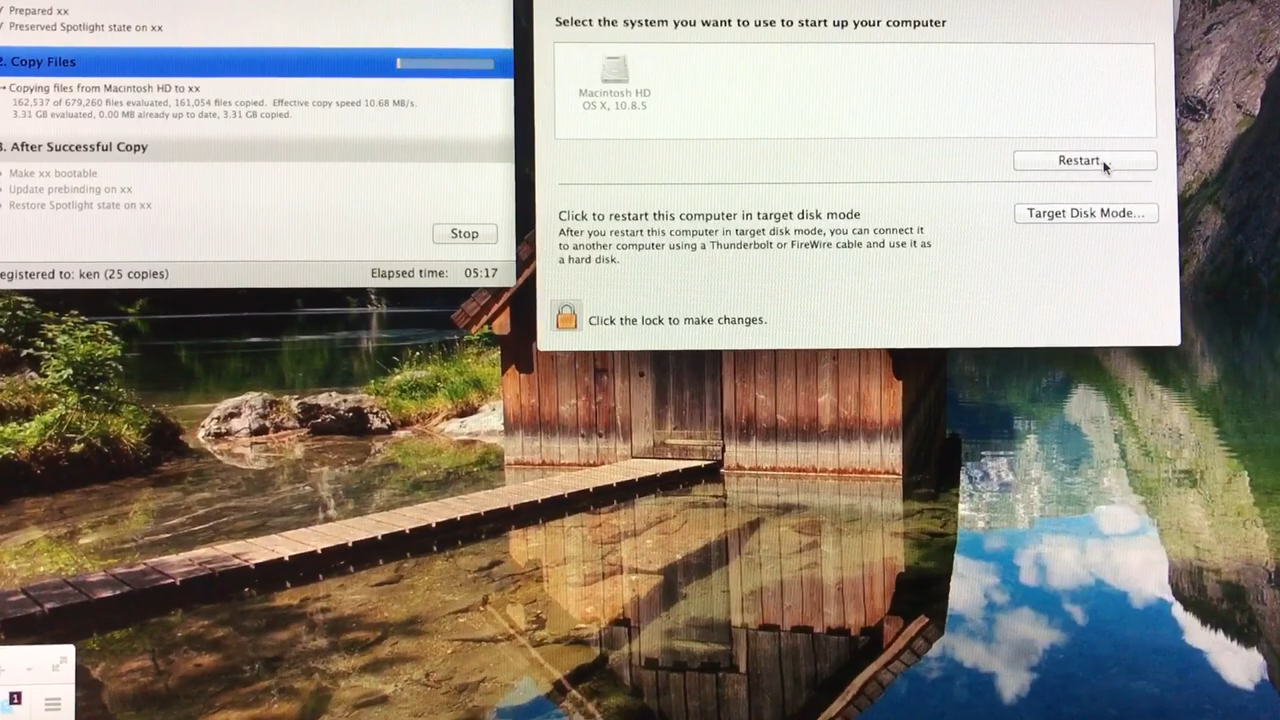 Prepared xx
Preserved Spotlight state on xx
2. Copy Files
Copying files from Macintosh HD to xx
162,537 of 679,260 files evaluated, 161,054 files copied. Effective copy speed 10.68 MB/s.
3.31 GB evaluated, 0.00 MB already up to date, 3.31 GB copied.
3. After Successful Copy
Make xx bootable
Update prebinding on xx
Restore Spotlight state on xx
Stop
egistered to: ken (25 copies)
Elapsed time: 05:17
Select the system you want to use to start up your computer
Macintosh HD
OS X, 10.8.5
Restart...
Click to restart this computer in target disk mode
Target Disk Mode...
After you restart this computer in target disk mode, you can connect it
to another computer using a Thunderbolt or FireWire cable and use it as
a hard disk.
Click the lock to make changes.
1